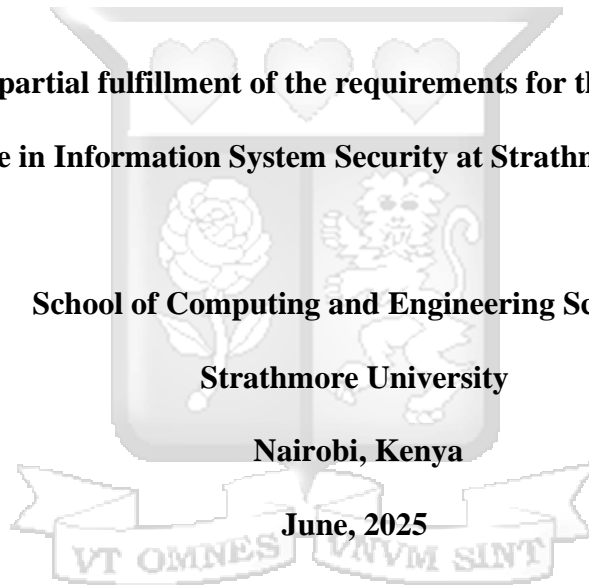 partial fulfillment of the requirements for th
e in Information System Security at Strathm
School of Computing and Engineering Sc
Strathmore University
Nairobi, Kenya
June, 2025
VT OMNES VNVM SINT